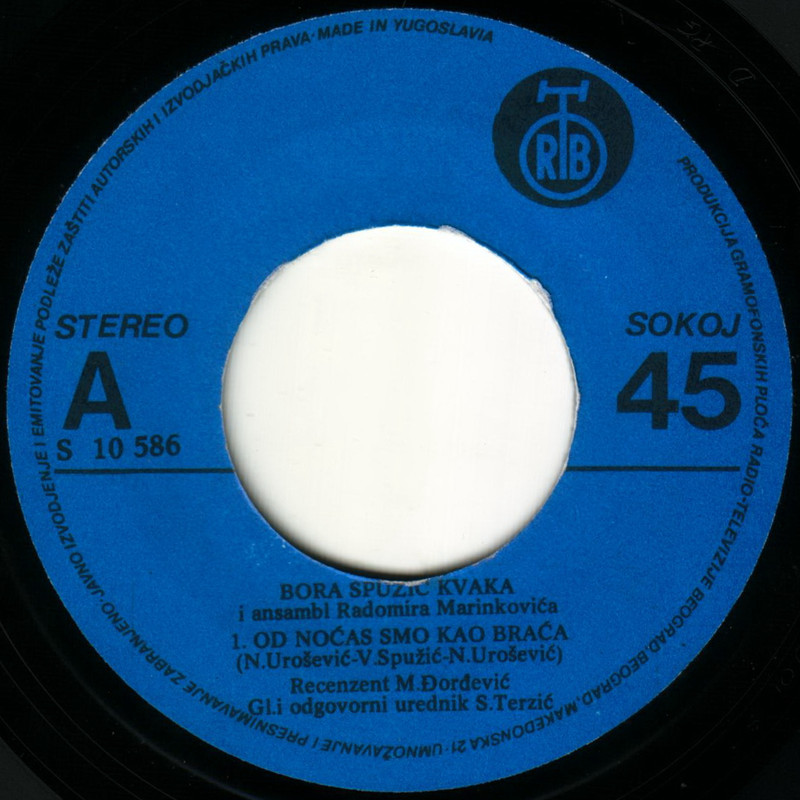 JAVNO IZVODJENJE I EMITOVANJE PODLEŽE ZAŠTITI AUTORSKIH I IZVODJAČKIH PRAVA·MADE IN YUGOSLAVIA
RTB
PRODUKCIJA GRAMOFONSKIH PLOČA RADIO-TELEVIZIJE BEOGRAD, BEOGRAD, MAKEDONSKA 21·UMNOŽAVANJE I PRESNIMAVANJE ZABRANJENO·
STEREO
A
S 10 586
SOKOJ
45
BORA SPUŽIĆ KVAKA
i ansambl Radomira Marinkovića
1. OD NOĆAS SMO KAO BRAĆA
(N.Urošević-V.Spužić-N.Urošević)
Recenzent M.Đorđević
Gl.i odgovorni urednik S.Terzić